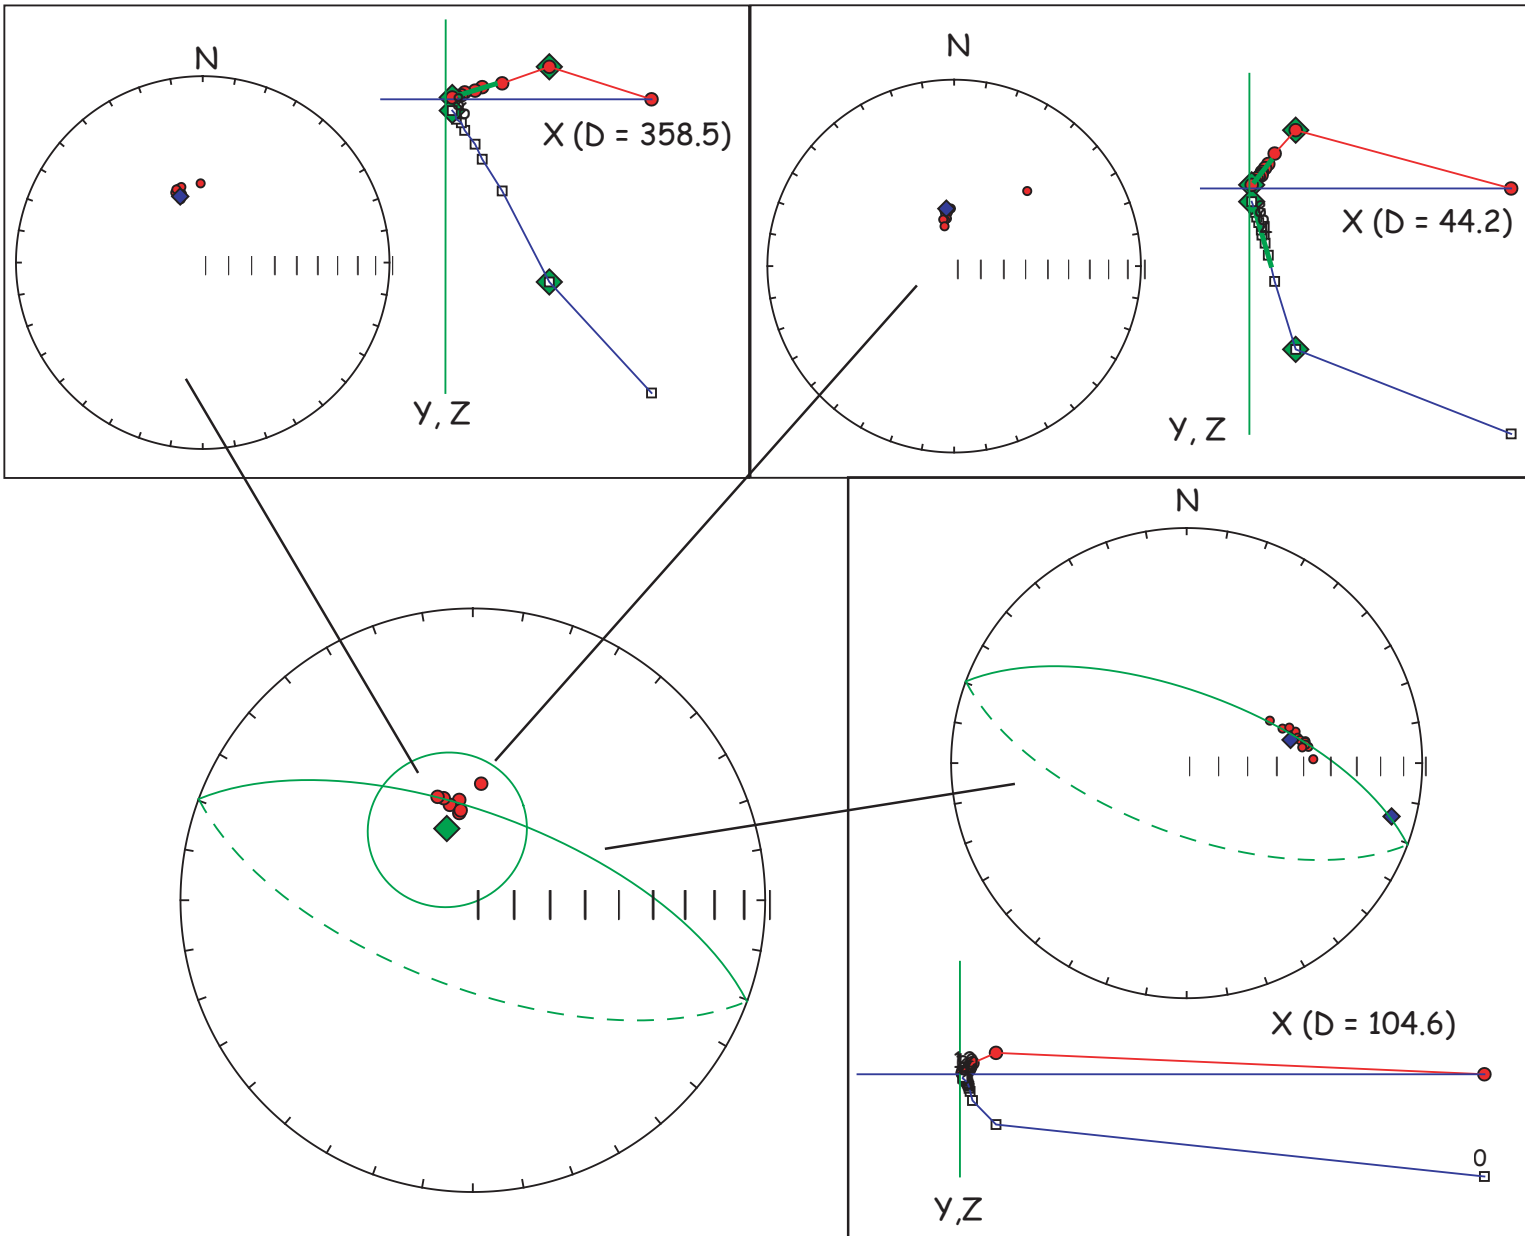 N
X (D = 358.5)
Y, Z
N
X (D = 44.2)
Y, Z
N
X (D = 104.6)
0
Y,Z